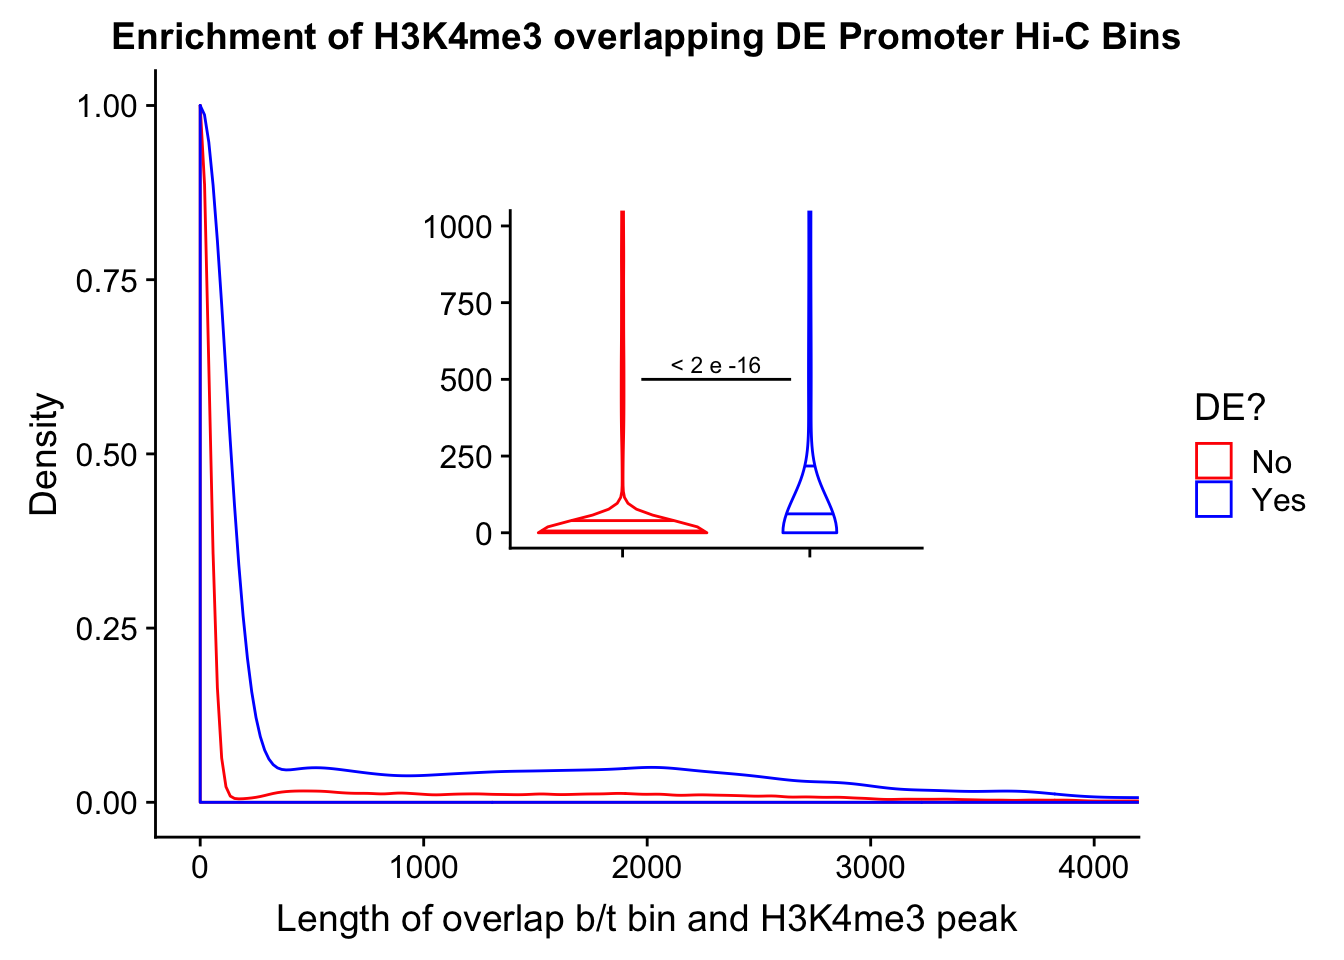 Enrichment of H3K4me3 overlapping DE Promoter Hi-C Bins
1.00
0.75
0.50
0.25
0.00
Density
1000
750
500
250
0
< 2 e -16
DE?
No
Yes
0 1000 2000 3000 4000
Length of overlap b/t bin and H3K4me3 peak